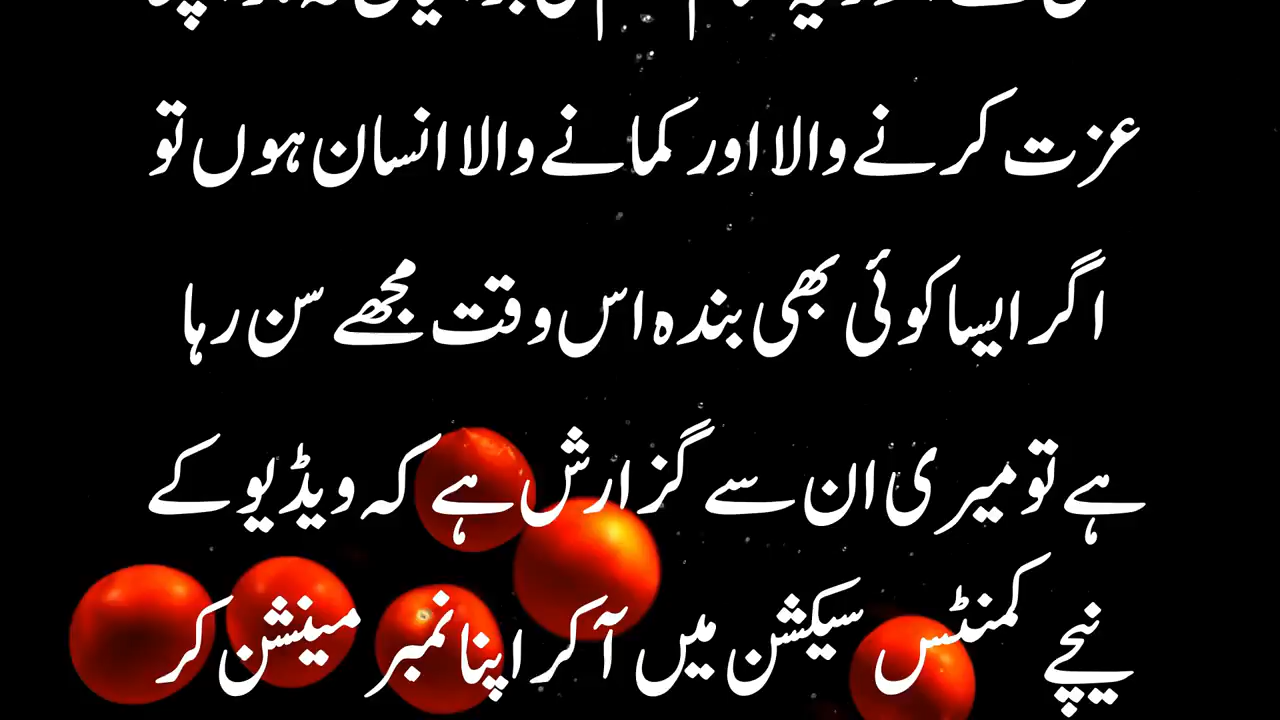 عزت کرنے والا اور کمانے والا انسان ہوں تو
اگر ایسا کوئی بھی بندہ اس وقت مجھے سن رہا
ہے تو میری ان سے گزارش ہے کہ ویڈیو کے
نیچے کمنٹس سیکشن میں آ کر اپنا نمبر مینشن کر